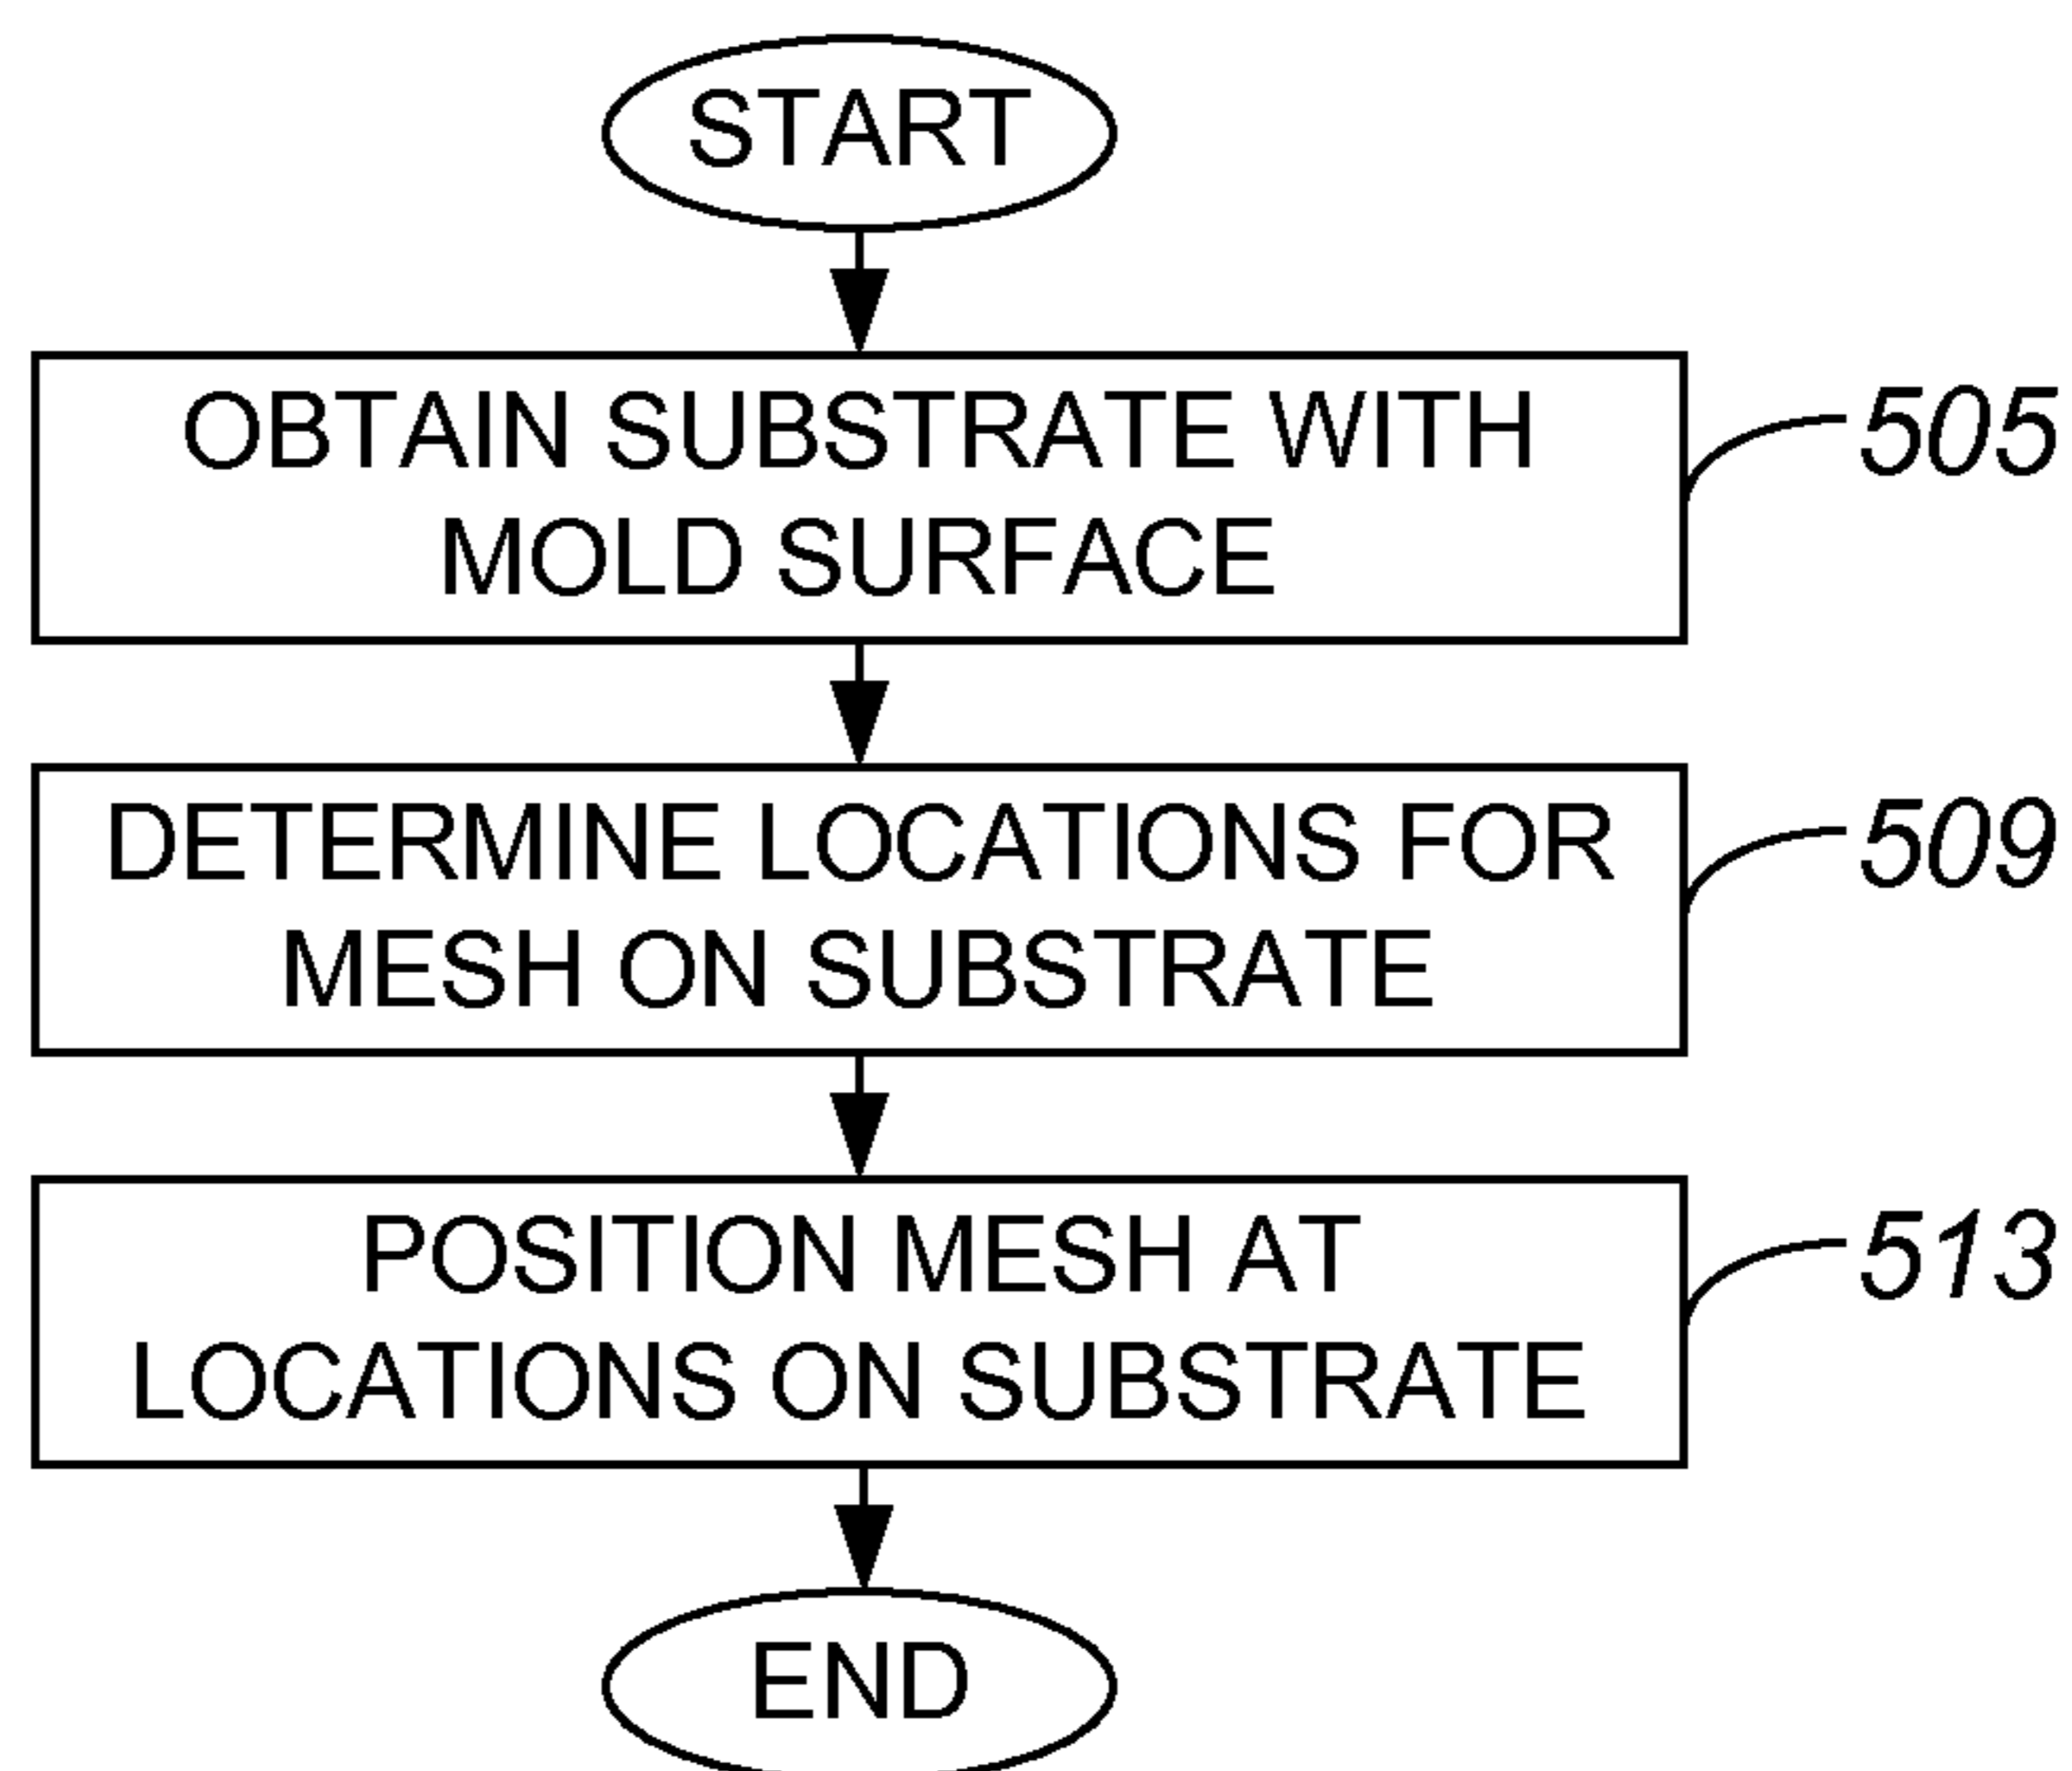 START
OBTAIN SUBSTRATE WITH
MOLD SURFACE
505
DETERMINE LOCATIONS FOR
MESH ON SUBSTRATE
509
POSITION MESH AT
LOCATIONS ON SUBSTRATE
513
END